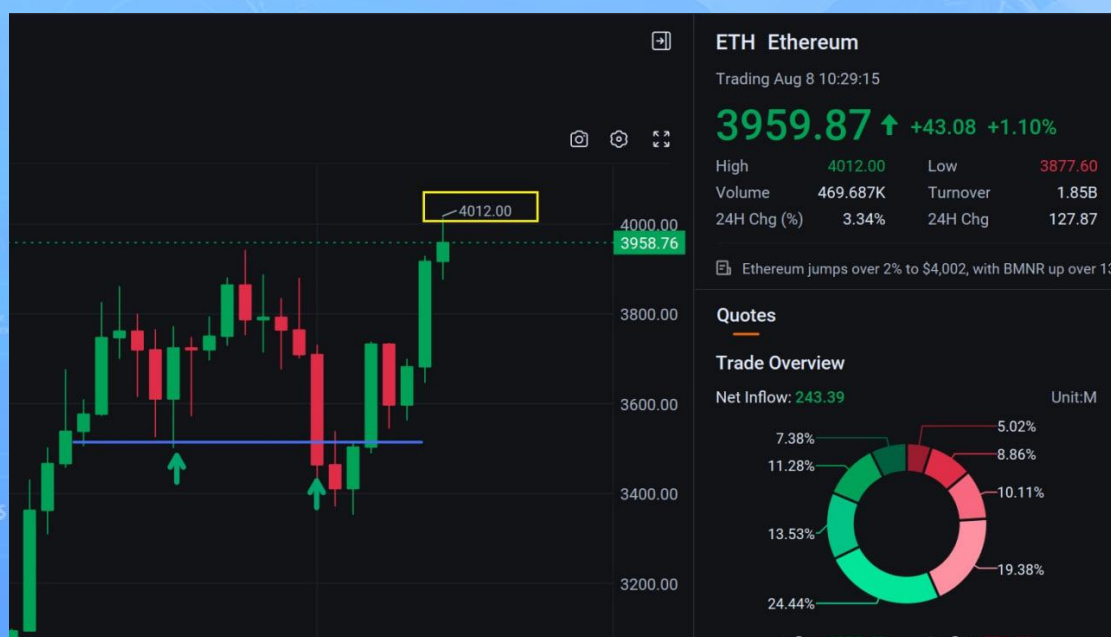 ETH Ethereum
Trading Aug 8 10:29:15
3959.87 +43.08 +1.10%
High 4012.00 Low 3877.60
Volume 469.687K Turnover 1.85B
24H Chg (%) 3.34% 24H Chg 127.87
Ethereum jumps over 2% to $4,002, with BMNR up over
Quotes
Trade Overview
Net Inflow: 243.39 Unit:M
7.38% 5.02%
11.28% 8.86%
10.11%
13.53%
19.38%
24.44%
4012.00
4000.00
3958.76
3800.00
3600.00
3400.00
3200.00